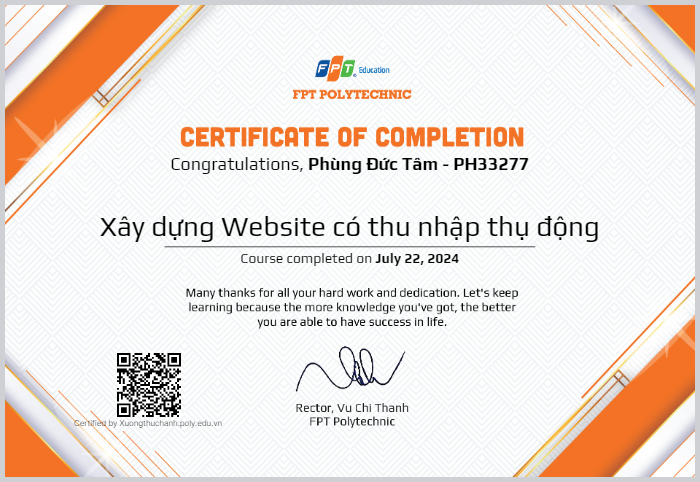 FPT Education
FPT POLYTECHNIC
CERTIFICATE OF COMPLETION
Congratulations, Phùng Đức Tâm - PH33277
Xây dựng Website có thu nhập thụ động
Course completed on July 22, 2024
Many thanks for all your hard work and dedication. Let's keep
learning because the more knowledge you've got, the better
you are able to have success in life.
Certified by Xuongthuchanh.poly.edu.vn
Rector, Vu Chi Thanh
FPT Polytechnic